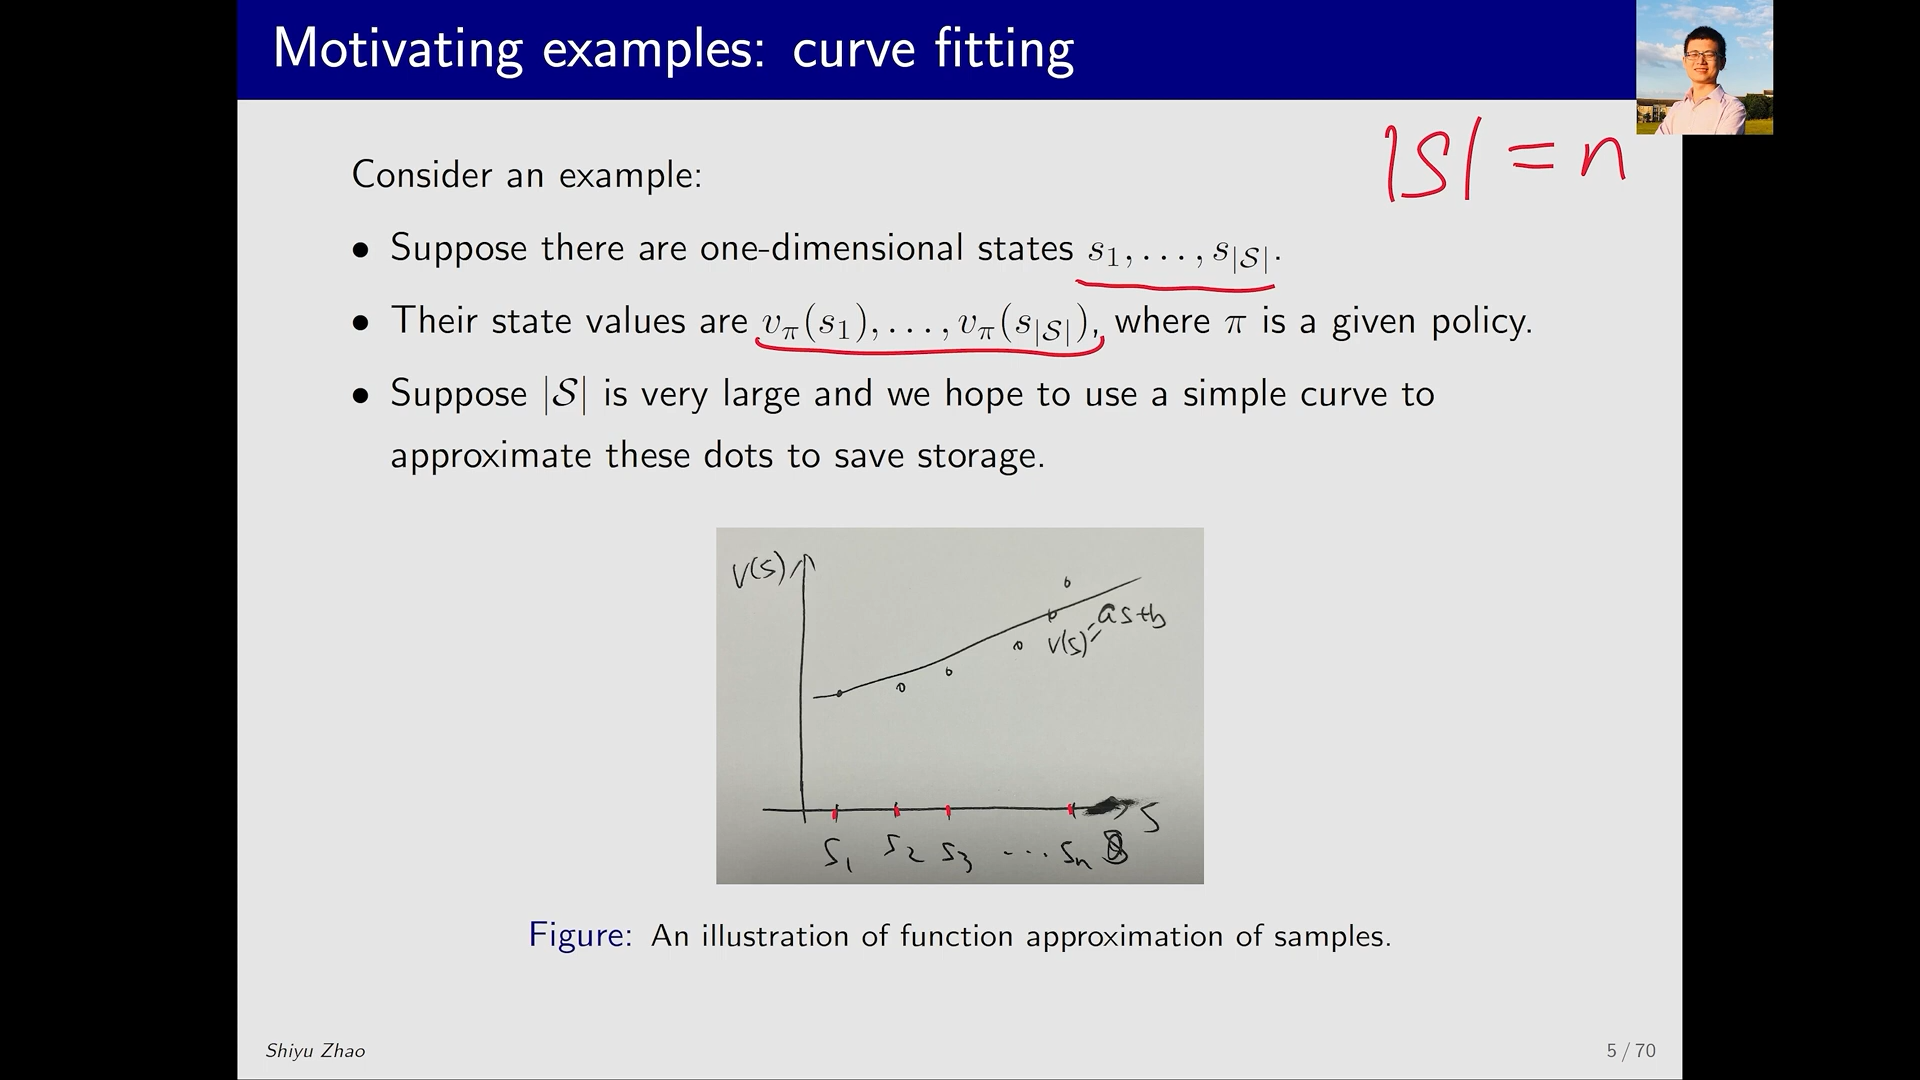 Motivating examples: curve fitting
|S| = n
Consider an example:
• Suppose there are one-dimensional states s₁, . . . , s|𝒮|.
• Their state values are vπ(s₁), . . . , vπ(s|𝒮|), where π is a given policy.
• Suppose |𝒮| is very large and we hope to use a simple curve to
approximate these dots to save storage.
V(S)
V(S) = as+b
S
S₁ S₂ S₃ ... Sn
Figure: An illustration of function approximation of samples.
Shiyu Zhao
5 / 70